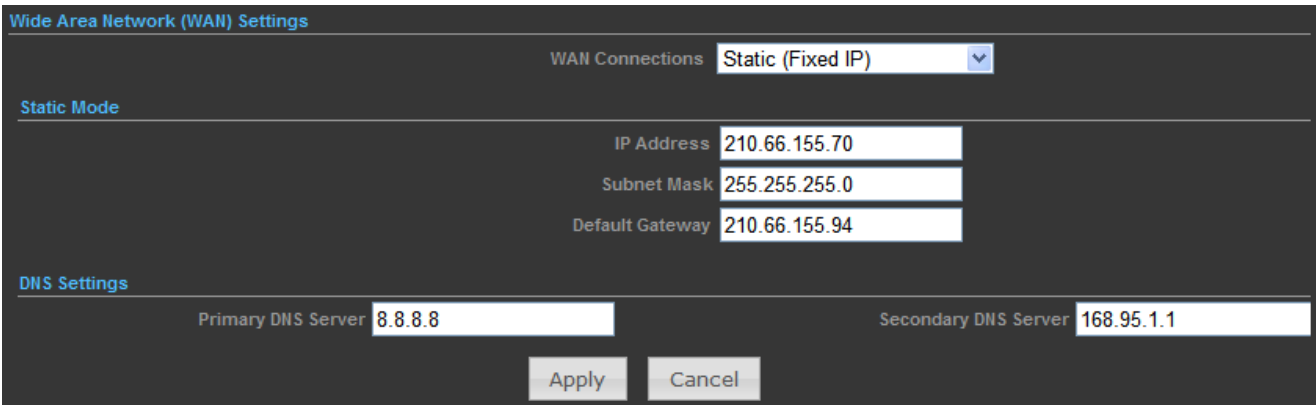 Wide Area Network (WAN) Settings
WAN Connections Static (Fixed IP)
Static Mode
IP Address 210.66.155.70
Subnet Mask 255.255.255.0
Default Gateway 210.66.155.94
DNS Settings
Primary DNS Server 8.8.8.8 Secondary DNS Server 168.95.1.1
Apply Cancel